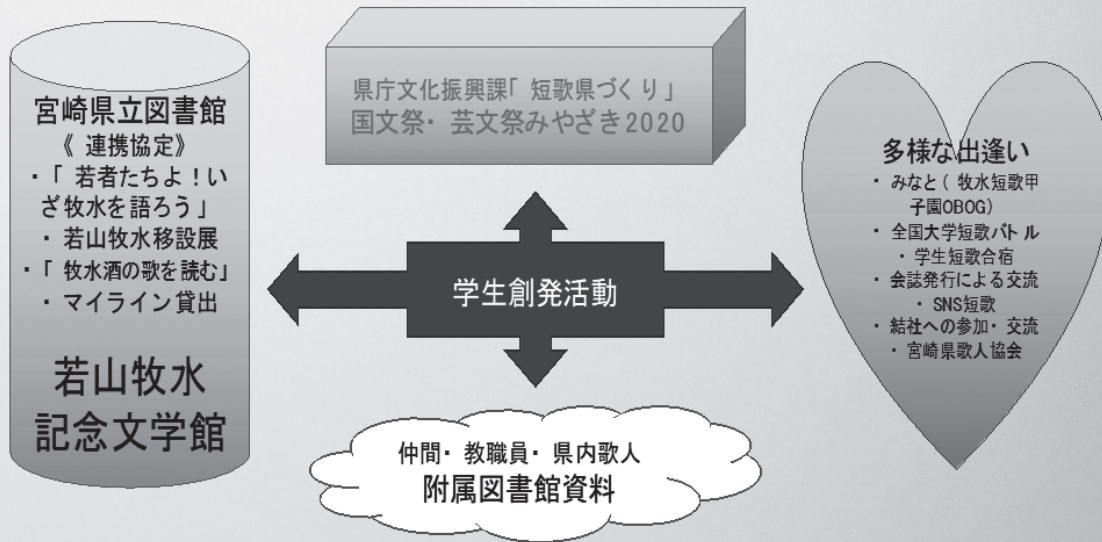 宮崎県立図書館
《 連携協定》
・「 若者たちよ！い
ざ牧水を語ろう」
・ 若山牧水移設展
・「 牧水酒の歌を読む」
・ マイライン貸出
若山牧水
記念文学館
県庁文化振興課「 短歌県づくり」
国文祭・ 芸文祭みやざき2020
学生創発活動
仲間・ 教職員・ 県内歌人
附属図書館資料
多様な出逢い
・ みなと（ 牧水短歌甲
子園OBOG）
・ 全国大学短歌バトル
・ 学生短歌合宿
・ 会誌発行による交流
・ SNS短歌
・ 結社への参加・ 交流
・ 宮崎県歌人協会